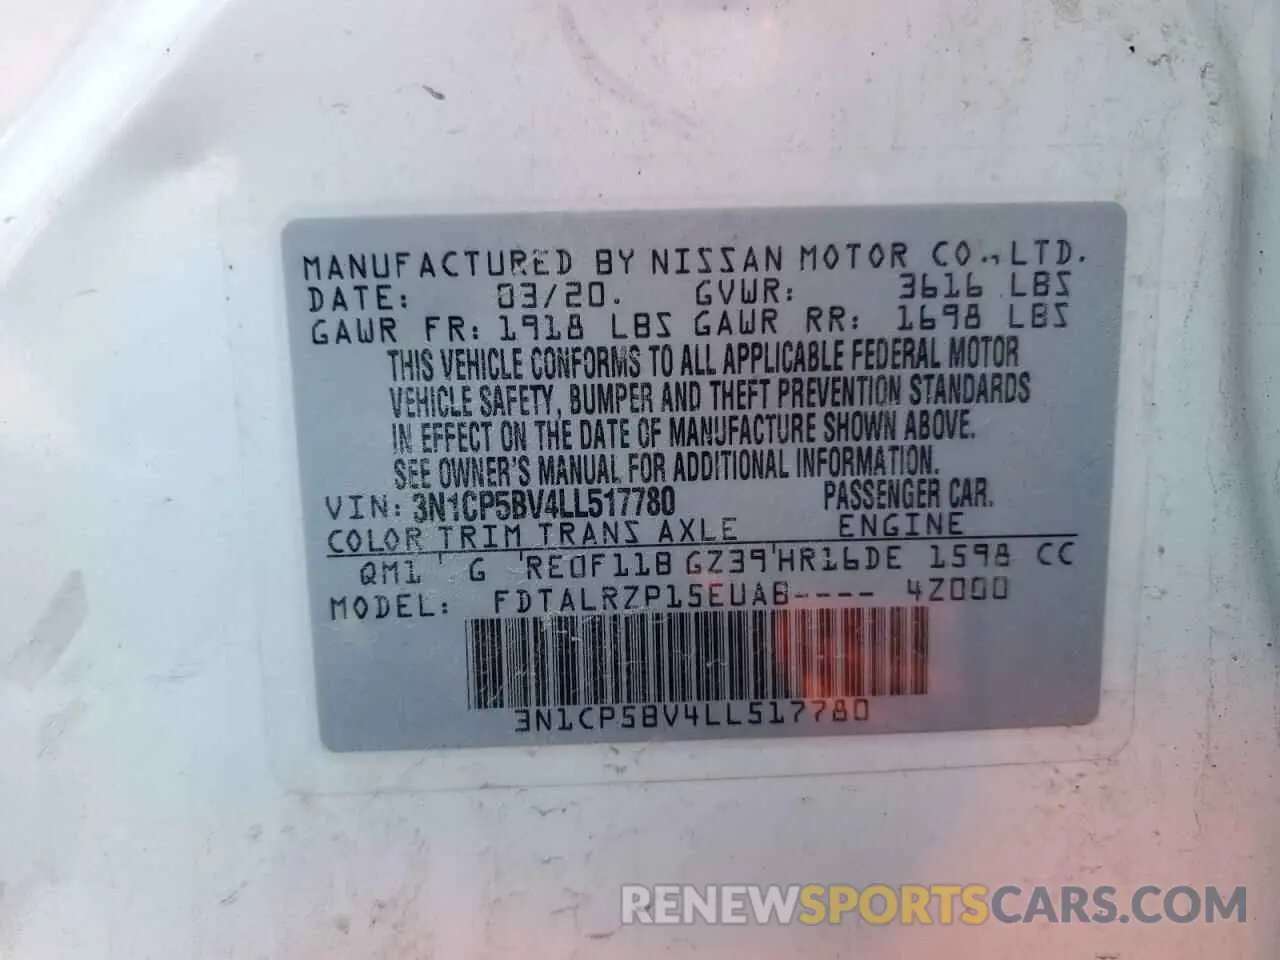 MANUFACTURED BY NISSAN MOTOR CO., LTD.
DATE: 03/20. GVWR: 3616 LBS
GAWR FR: 1918 LBS GAWR RR: 1698 LBS
THIS VEHICLE CONFORMS TO ALL APPLICABLE FEDERAL MOTOR
VEHICLE SAFETY, BUMPER AND THEFT PREVENTION STANDARDS
IN EFFECT ON THE DATE OF MANUFACTURE SHOWN ABOVE.
SEE OWNER'S MANUAL FOR ADDITIONAL INFORMATION.
VIN: 3N1CP5BV4LL517780 PASSENGER CAR.
COLOR TRIM TRANS AXLE ENGINE
QM1 ' G ' RE0F11B GZ39 ' HR16DE 1598 CC
MODEL: FDTALRZP15EUAB---- 4Z000
3N1CP5BV4LL517780
RENEWSPORTSCARS.COM